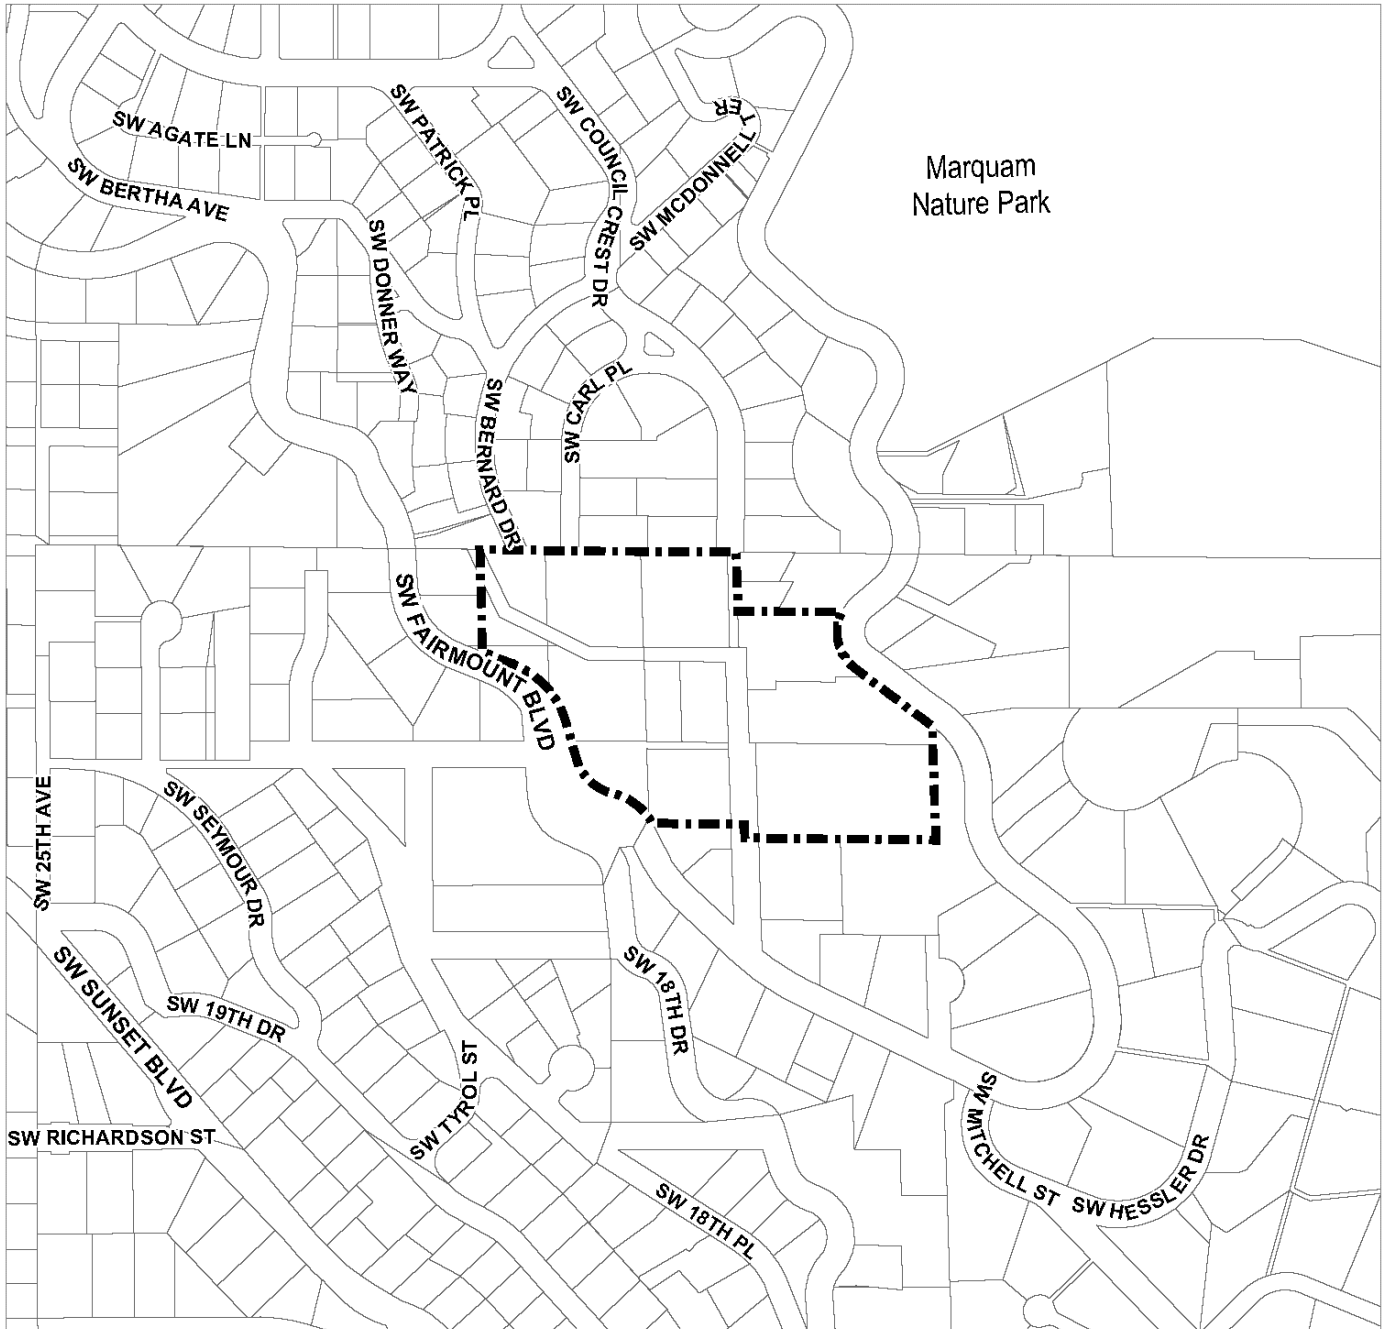 SW AGATE LN
SW PATRICK PL
SW COUNCIL CREST DR
SW MCDONNELL TER
Marquam
Nature Park
SW BERTHA AVE
SW DONNER WAY
SW CARL PL
SW BERNARD DR
SW FAIRMOUNT BLVD
SW 25TH AVE
SW SEYMOUR DR
SW SUNSET BLVD
SW 19TH DR
SW 18TH DR
SW TYROL ST
SW RICHARDSON ST
SW MITCHELL ST
SW HESSLER DR
SW 18TH PL